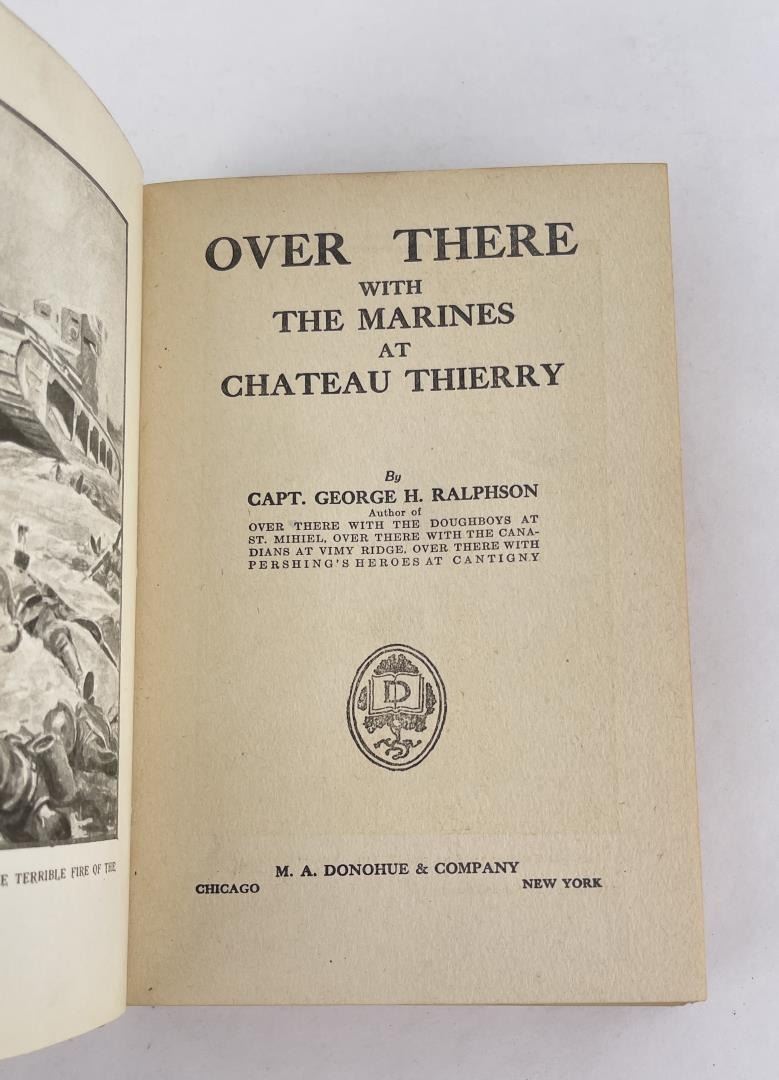 OVER THERE
WITH
THE MARINES
AT
CHATEAU THIERRY
By
CAPT. GEORGE H. RALPHSON
Author of
OVER THERE WITH THE DOUGHBOYS AT
ST. MIHIEL, OVER THERE WITH THE CANA-
DIANS AT VIMY RIDGE, OVER THERE WITH
PERSHING'S HEROES AT CANTIGNY
D
M. A. DONOHUE & COMPANY
CHICAGO NEW YORK
TERRIBLE FIRE OF THE